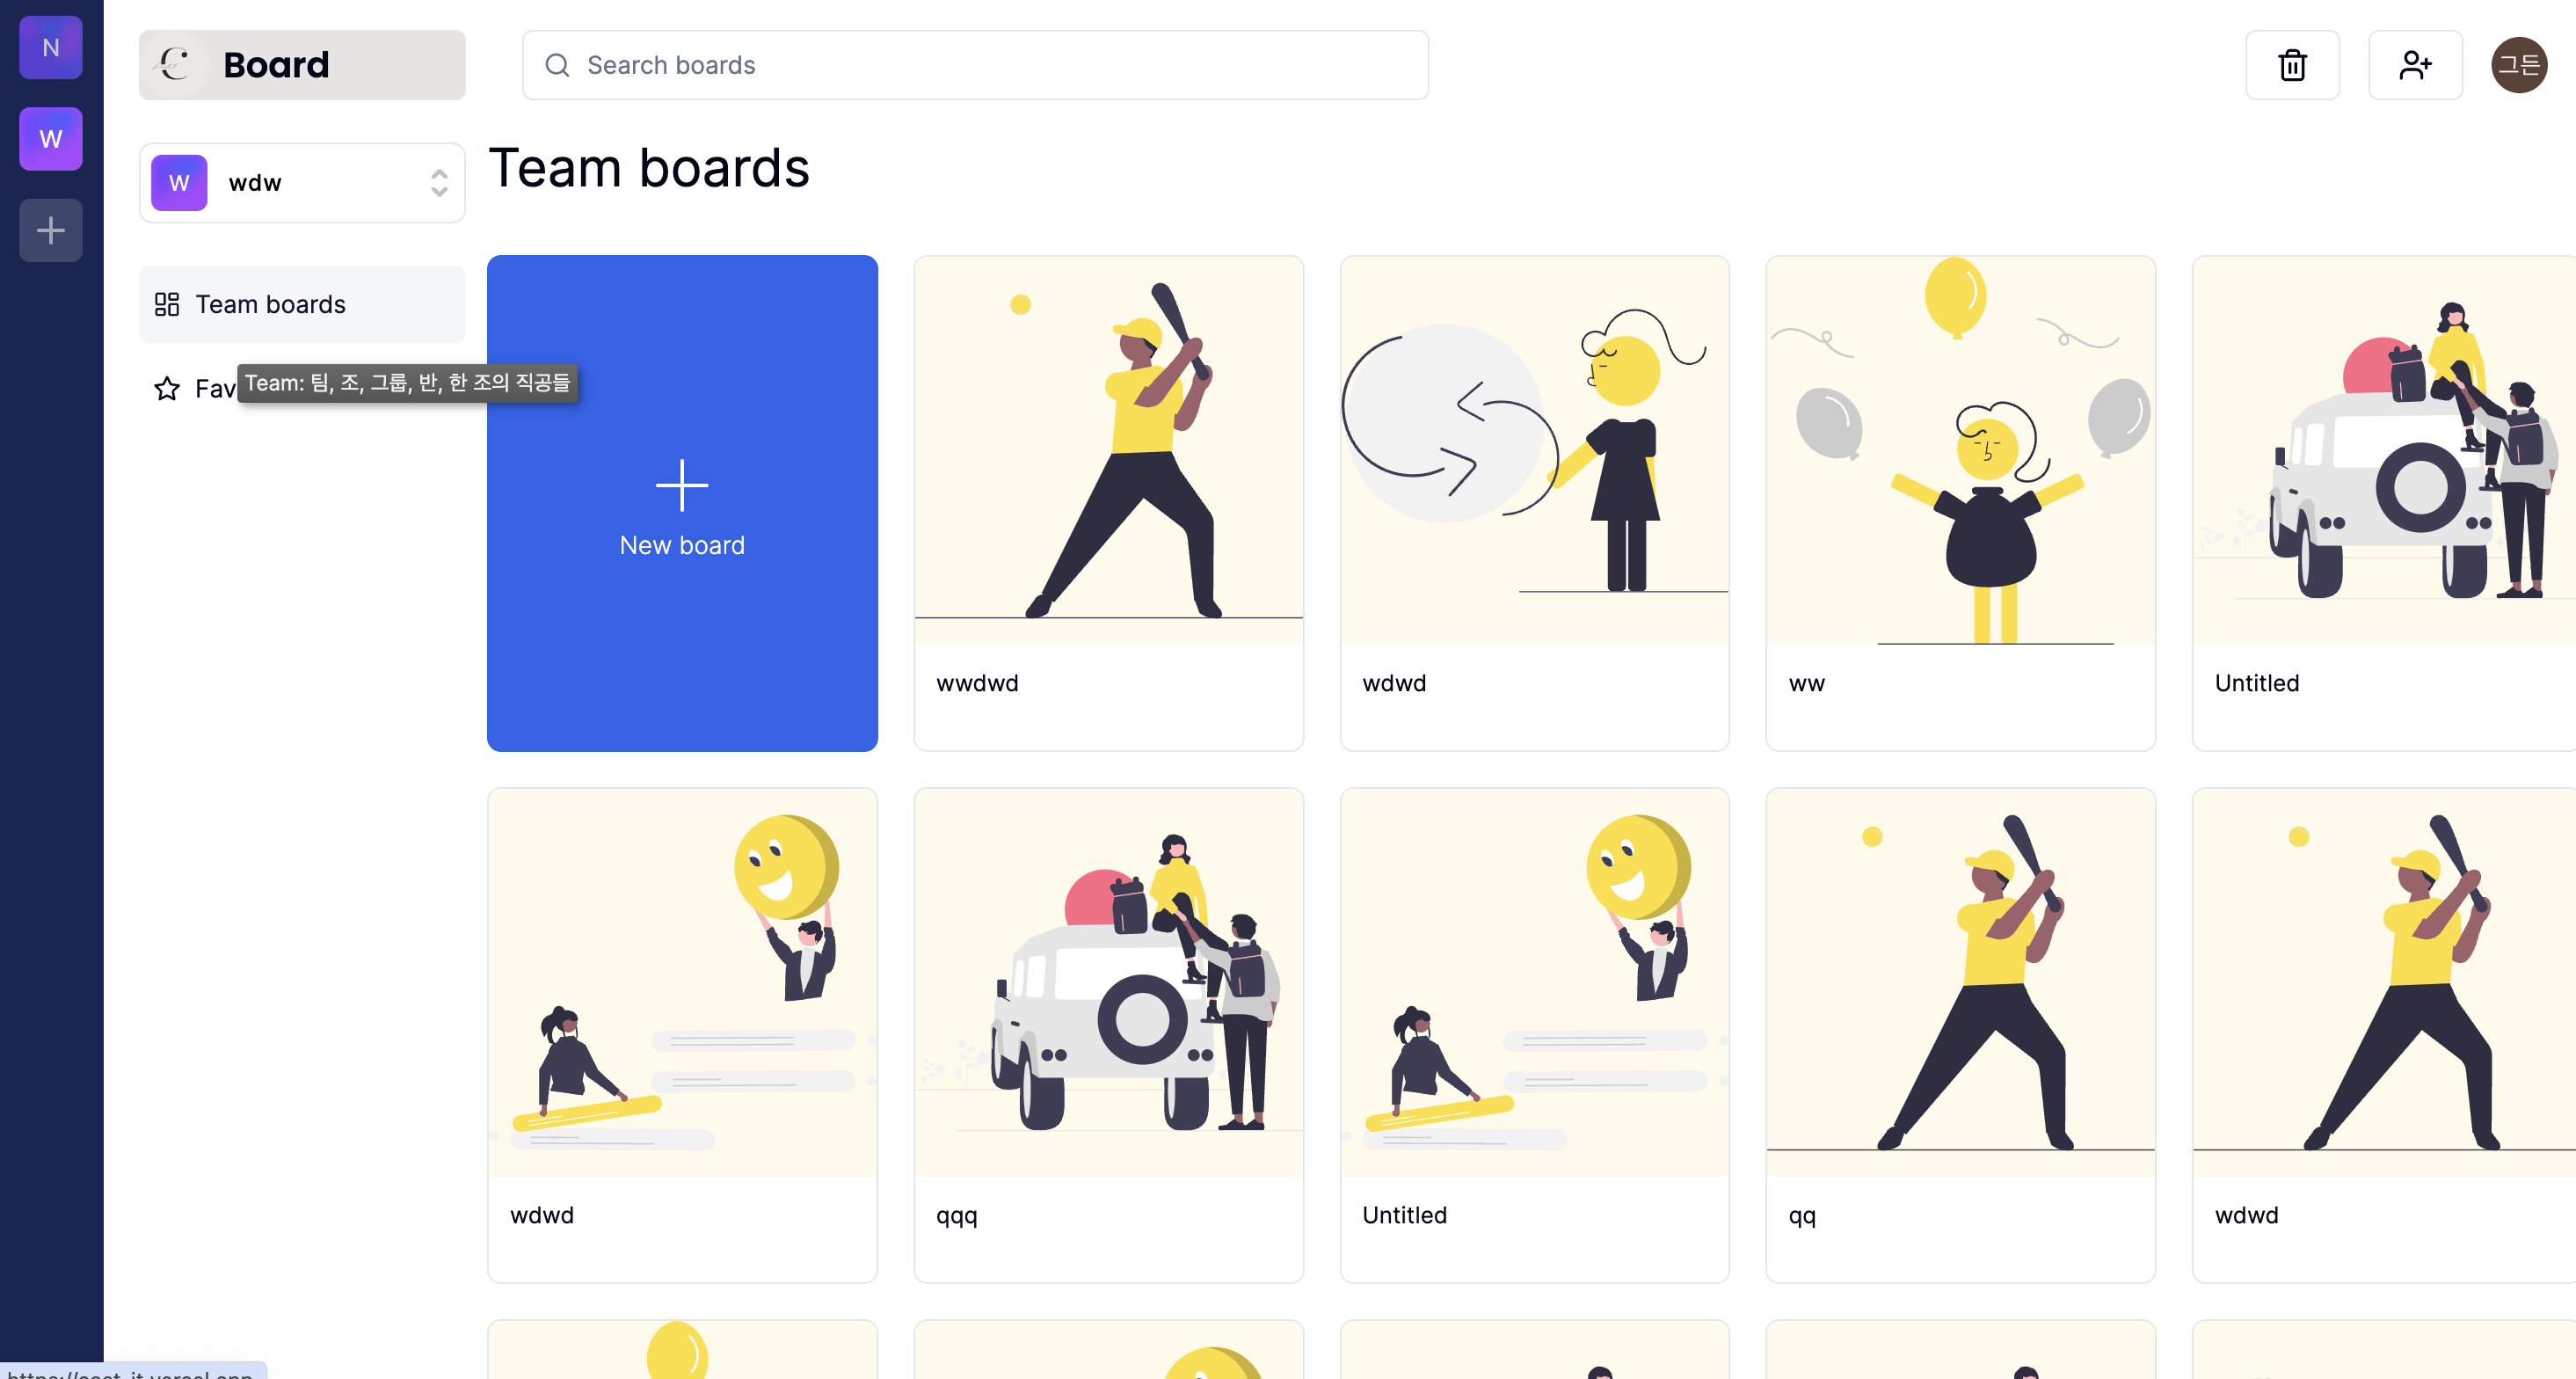 N
W
Board
Search boards
그든
W
wdw
Team boards
Team boards
Fav
Team: 팀, 조, 그룹, 반, 한 조의 직공들
New board
wwdwd
wdwd
ww
Untitled
wdwd
qqq
Untitled
qq
wdwd